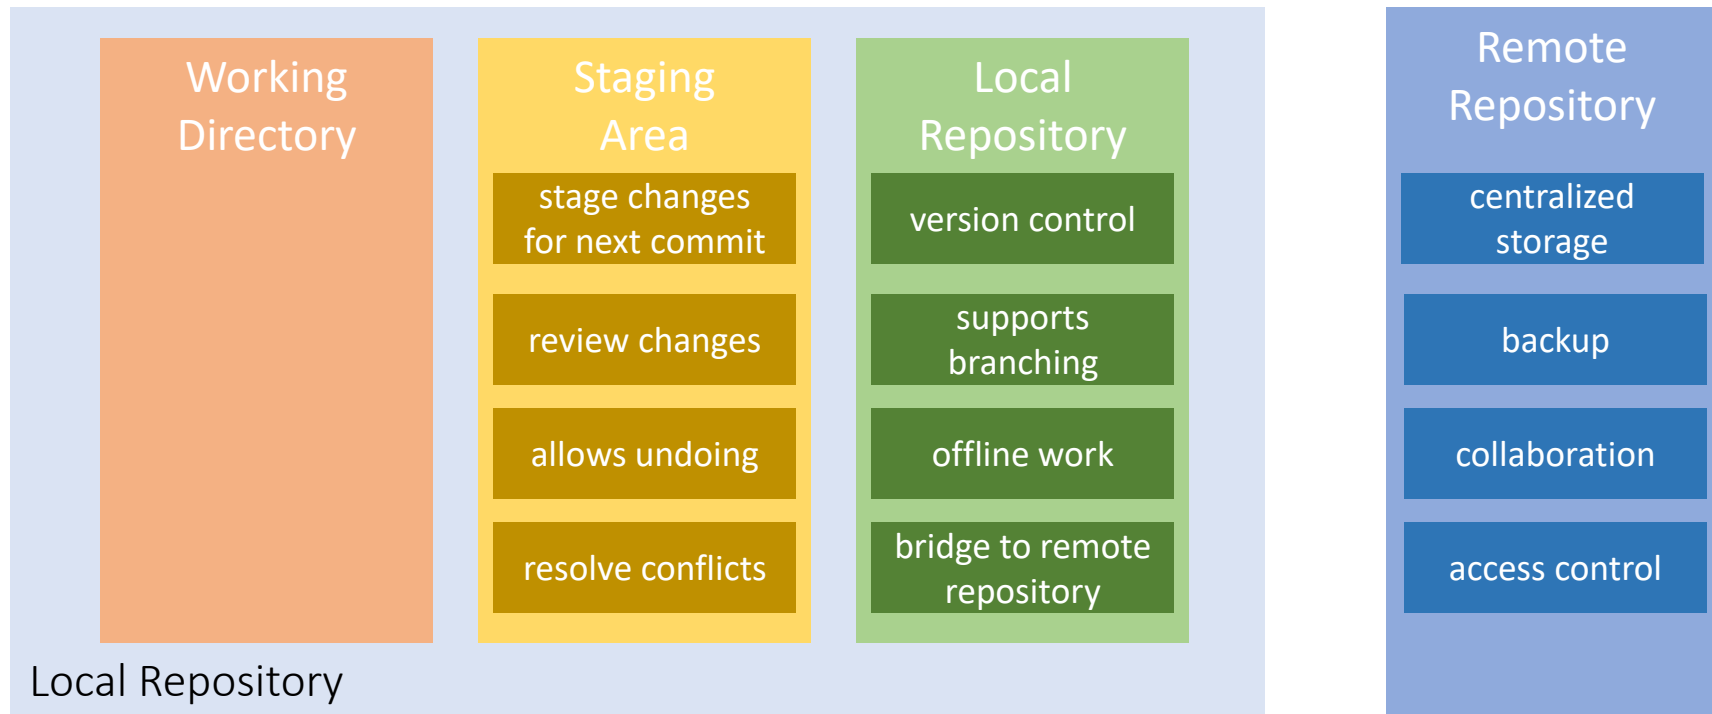 Working
Directory
Staging
Area
stage changes
for next commit
review changes
allows undoing
resolve conflicts
Local
Repository
version control
supports
branching
offline work
bridge to remote
repository
Local Repository
Remote
Repository
centralized
storage
backup
collaboration
access control